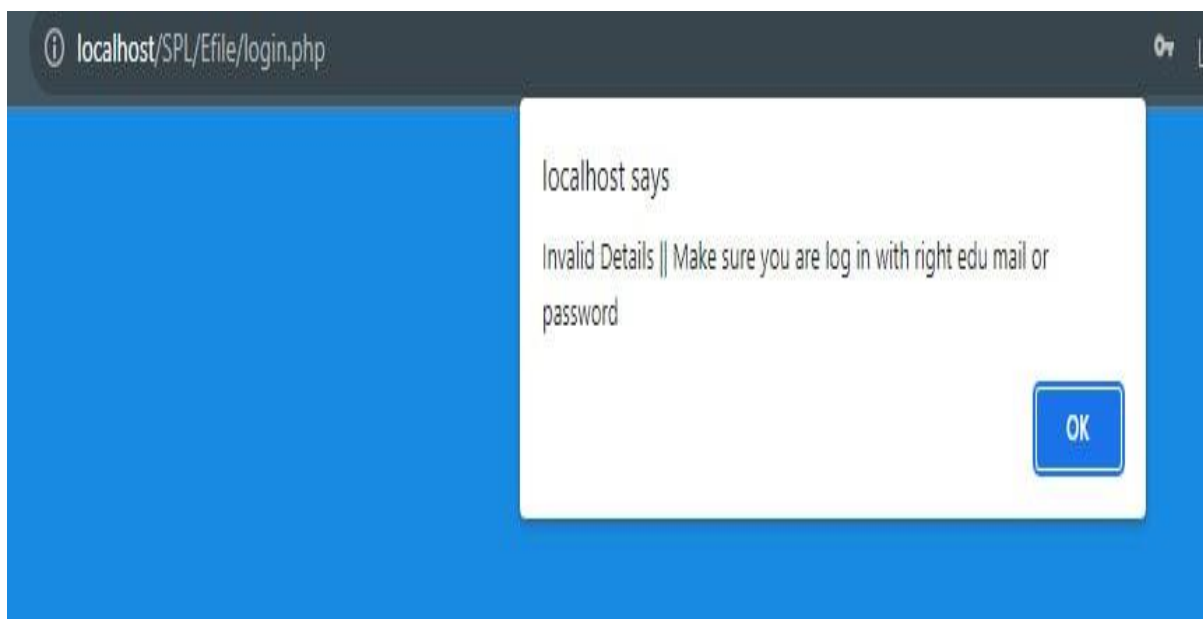 localhost/SPL/Efile/login.php
localhost says
Invalid Details || Make sure you are log in with right edu mail or
password
OK